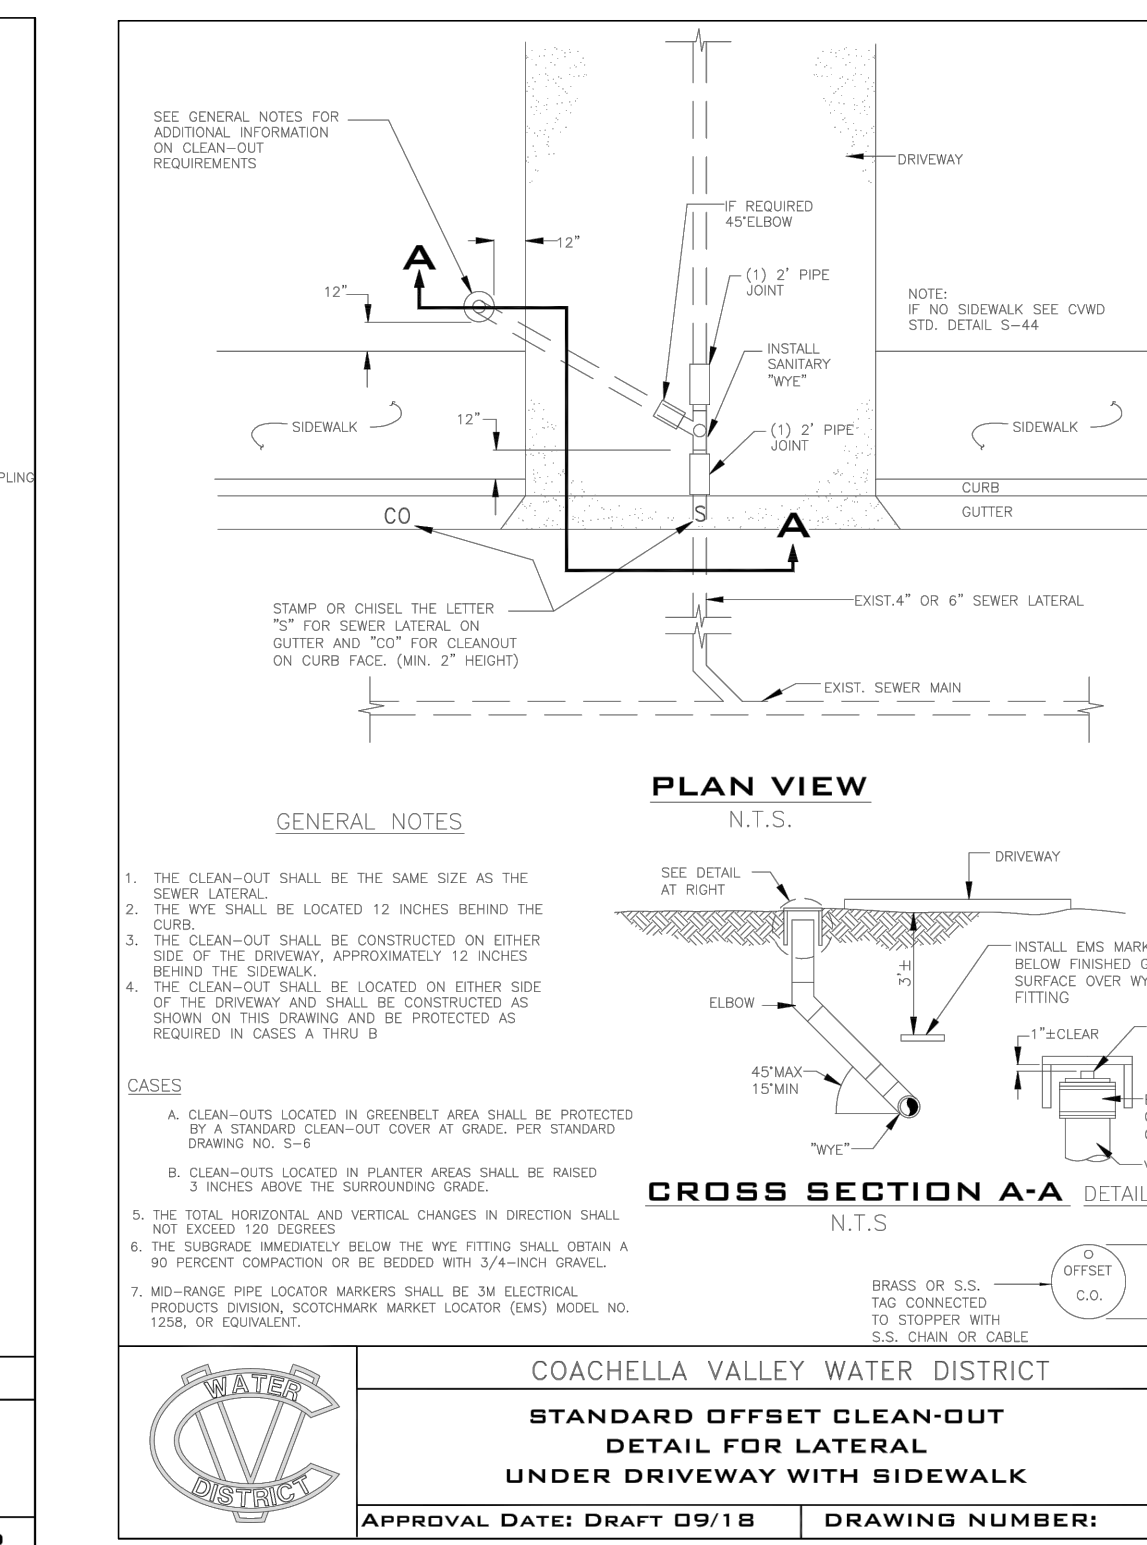 SEE GENERAL NOTES FOR
ADDITIONAL INFORMATION
ON CLEAN-OUT
REQUIREMENTS
DRIVEWAY
IF REQUIRED
45°ELBOW
12"
A
12"
(1) 2' PIPE
JOINT
NOTE:
IF NO SIDEWALK SEE CVWD
STD. DETAIL S-44
INSTALL
SANITARY
"WYE"
SIDEWALK
12"
(1) 2' PIPE
JOINT
SIDEWALK
PLING
CURB
GUTTER
CO
S
A
STAMP OR CHISEL THE LETTER
"S" FOR SEWER LATERAL ON
GUTTER AND "CO" FOR CLEANOUT
ON CURB FACE. (MIN. 2" HEIGHT)
EXIST.4" OR 6" SEWER LATERAL
EXIST. SEWER MAIN
PLAN VIEW
N.T.S.
GENERAL NOTES
1. THE CLEAN-OUT SHALL BE THE SAME SIZE AS THE
SEWER LATERAL.
2. THE WYE SHALL BE LOCATED 12 INCHES BEHIND THE
CURB.
3. THE CLEAN-OUT SHALL BE CONSTRUCTED ON EITHER
SIDE OF THE DRIVEWAY, APPROXIMATELY 12 INCHES
BEHIND THE SIDEWALK.
4. THE CLEAN-OUT SHALL BE LOCATED ON EITHER SIDE
OF THE DRIVEWAY AND SHALL BE CONSTRUCTED AS
SHOWN ON THIS DRAWING AND BE PROTECTED AS
REQUIRED IN CASES A THRU B
CASES
A. CLEAN-OUTS LOCATED IN GREENBELT AREA SHALL BE PROTECTED
BY A STANDARD CLEAN-OUT COVER AT GRADE. PER STANDARD
DRAWING NO. S-6
B. CLEAN-OUTS LOCATED IN PLANTER AREAS SHALL BE RAISED
3 INCHES ABOVE THE SURROUNDING GRADE.
5. THE TOTAL HORIZONTAL AND VERTICAL CHANGES IN DIRECTION SHALL
NOT EXCEED 120 DEGREES
6. THE SUBGRADE IMMEDIATELY BELOW THE WYE FITTING SHALL OBTAIN A
90 PERCENT COMPACTION OR BE BEDDED WITH 3/4-INCH GRAVEL.
7. MID-RANGE PIPE LOCATOR MARKERS SHALL BE 3M ELECTRICAL
PRODUCTS DIVISION, SCOTCHMARK MARKET LOCATOR (EMS) MODEL NO.
1258, OR EQUIVALENT.
SEE DETAIL
AT RIGHT
DRIVEWAY
3'±
INSTALL EMS MARK
BELOW FINISHED G
SURFACE OVER WY
FITTING
ELBOW
1"±CLEAR
45°MAX
15°MIN
"WYE"
CROSS SECTION A-A
N.T.S
DETAIL
OFFSET
C.O.
BRASS OR S.S.
TAG CONNECTED
TO STOPPER WITH
S.S. CHAIN OR CABLE
WATER
CV
DISTRICT
COACHELLA VALLEY WATER DISTRICT
STANDARD OFFSET CLEAN-OUT
DETAIL FOR LATERAL
UNDER DRIVEWAY WITH SIDEWALK
APPROVAL DATE: DRAFT 09/18
DRAWING NUMBER: